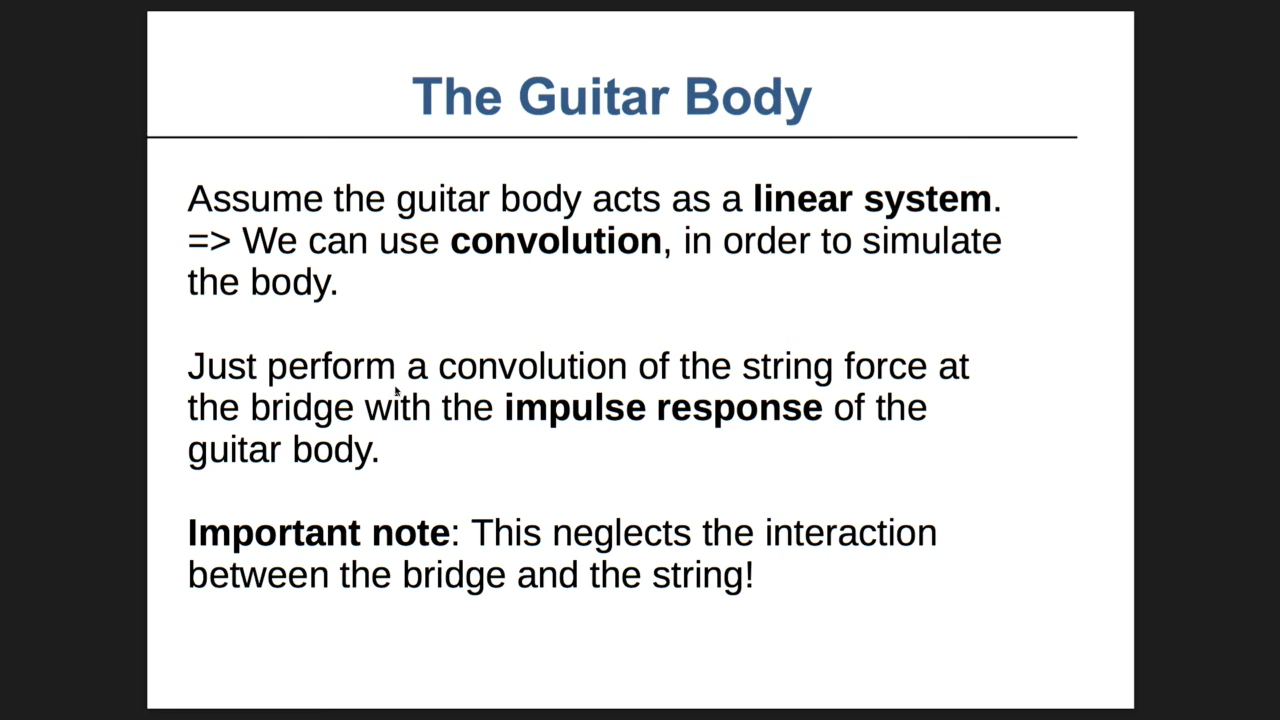 The Guitar Body
Assume the guitar body acts as a linear system.
=> We can use convolution, in order to simulate
the body.
Just perform a convolution of the string force at
the bridge with the impulse response of the
guitar body.
Important note: This neglects the interaction
between the bridge and the string!